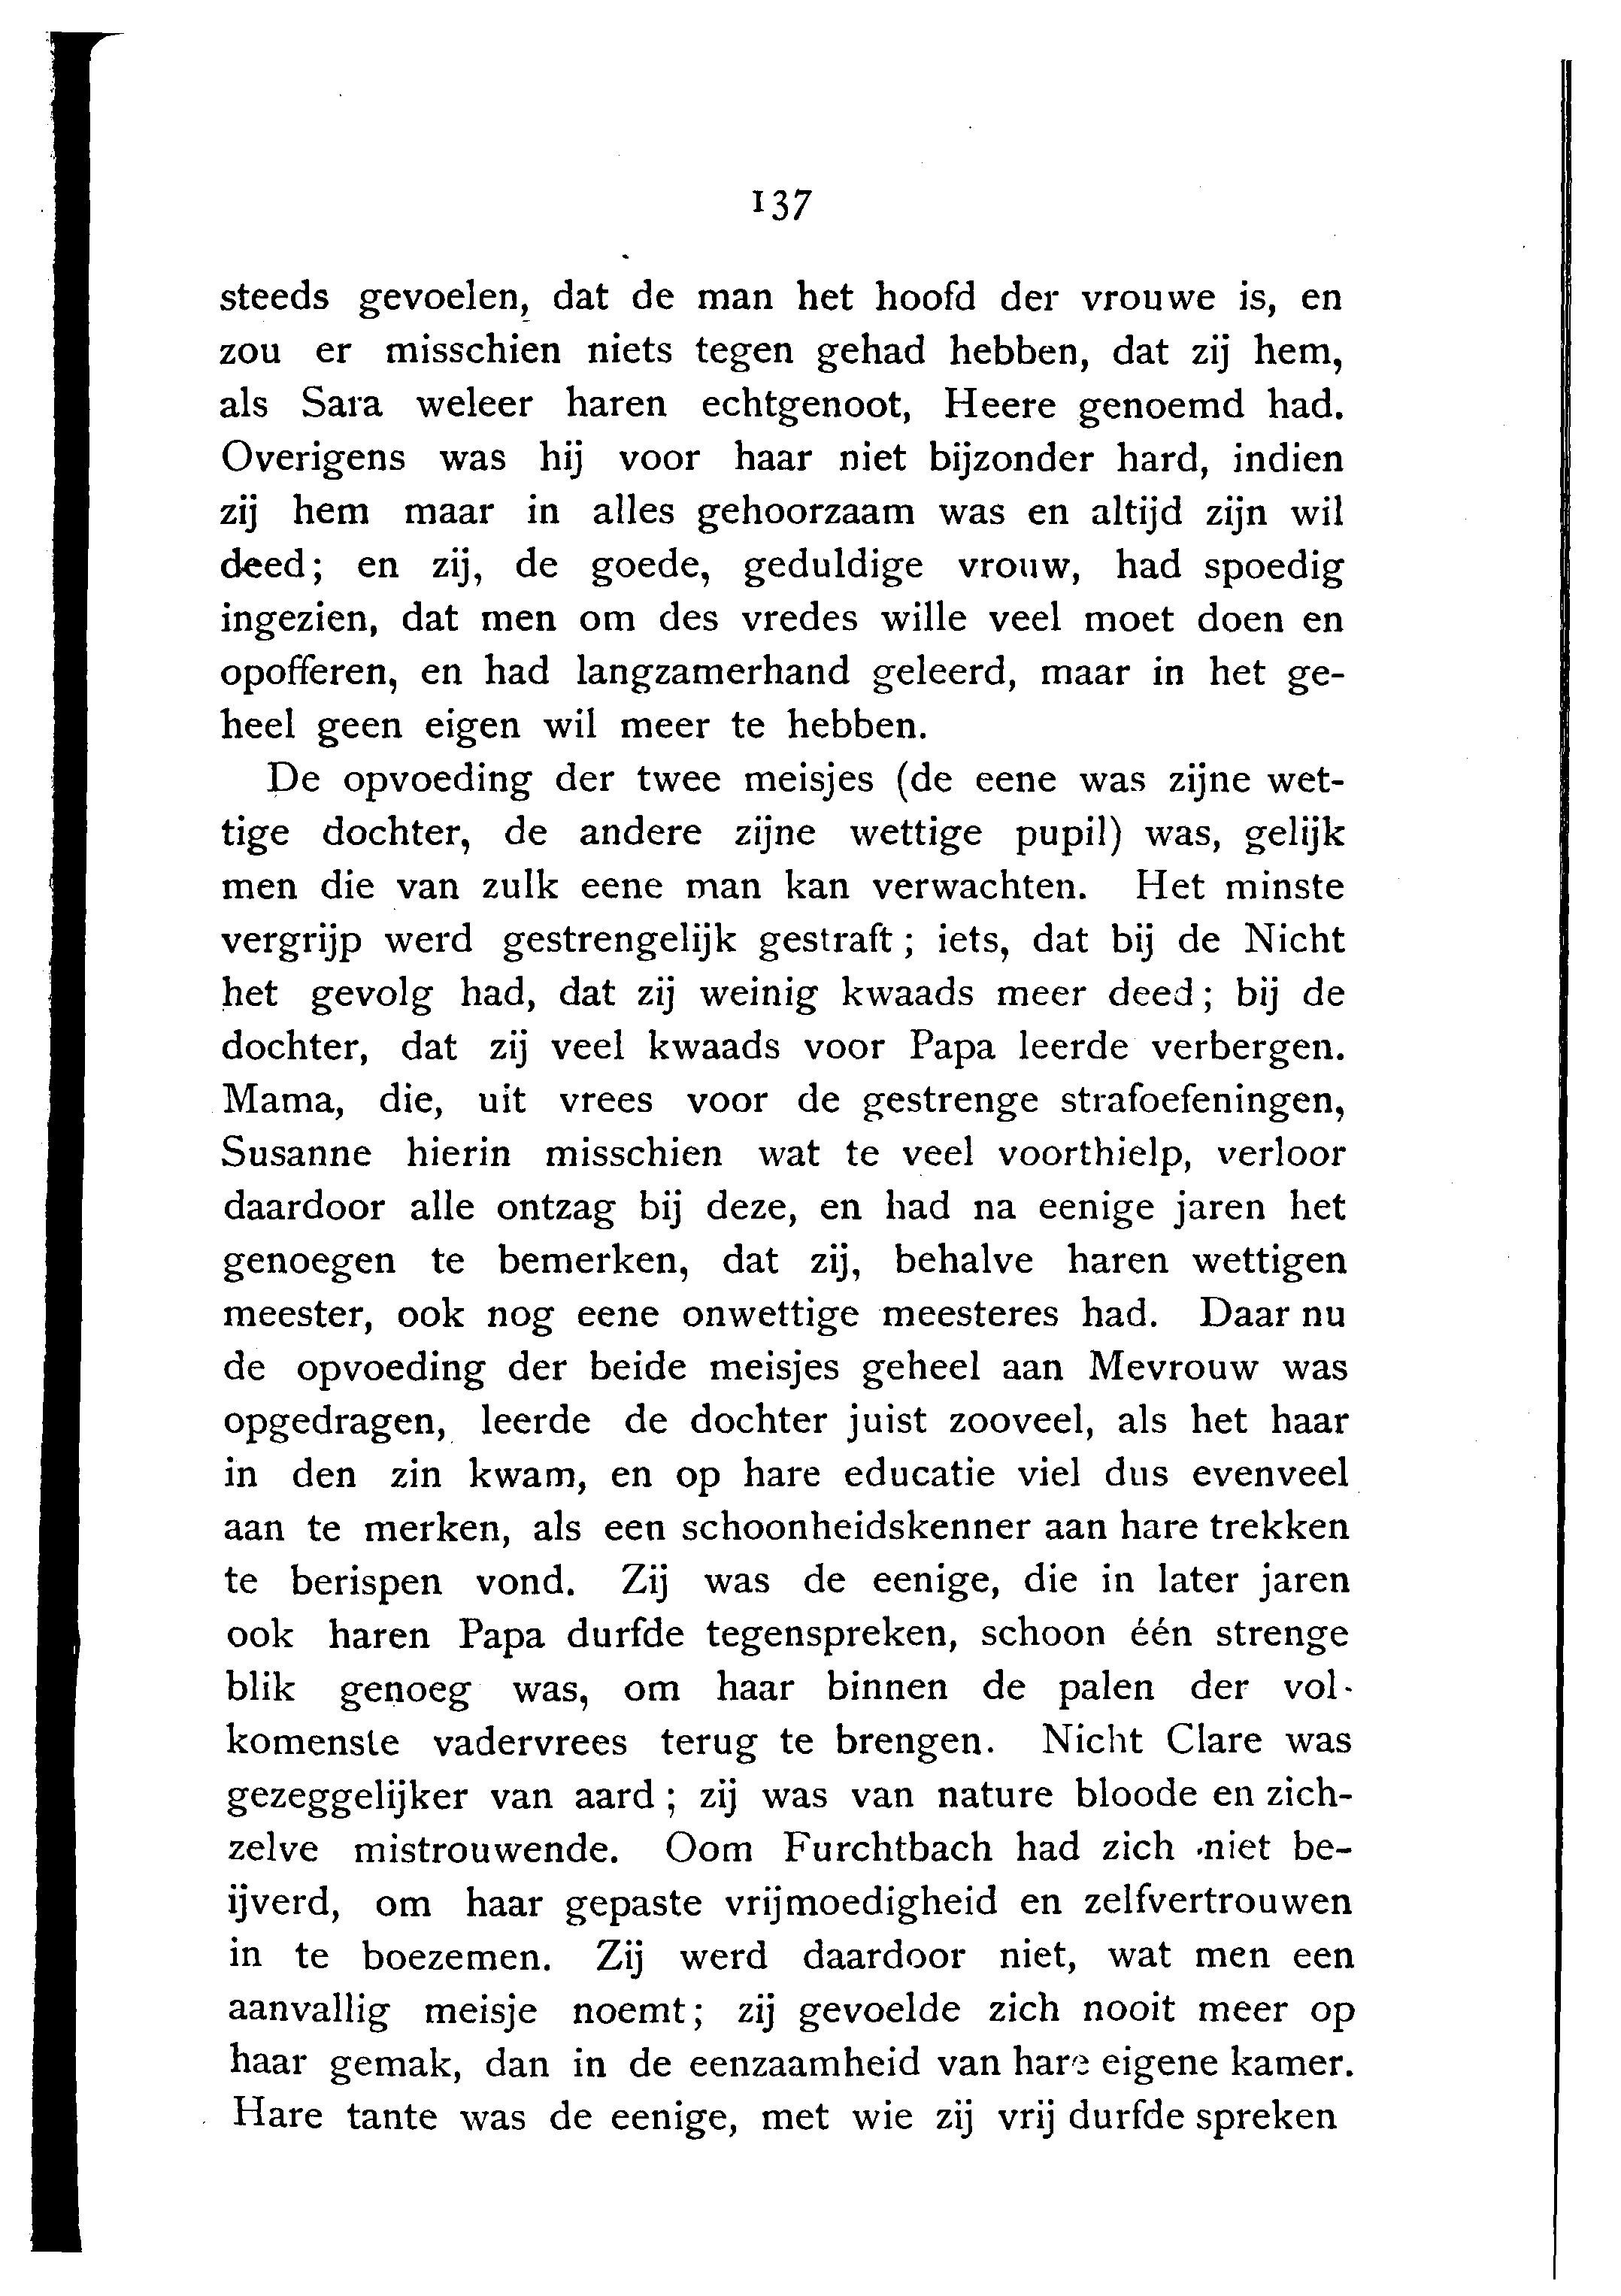 137
steeds gevoelen, dat de man het hoofd der vrouwe is, en
zou er misschien niets tegen gehad hebben, dat zij hem,
als Sara weleer haren echtgenoot, Heere genoemd had.
Overigens was hij voor haar niet bijzonder hard, indien
zij hem maar in alles gehoorzaam was en altijd zijn wil
deed; en zij, de goede, geduldige vrouw, had spoedig
ingezien, dat men om des vredes wille veel moet doen en
opofferen, en had langzamerhand geleerd, maar in het ge-
heel geen eigen wil meer te hebben.
De opvoeding der twee meisjes (de eene was zijne wet-
tige dochter, de andere zijne wettige pupil) was, gelijk
men die van zulk eene man kan verwachten. Het minste
vergrijp werd gestrengelijk gestraft; iets, dat bij de Nicht
het gevolg had, dat zij weinig kwaads meer deed; bij de
dochter, dat zij veel kwaads voor Papa leerde verbergen.
Mama, die, uit vrees voor de gestrenge strafoefeningen,
Susanne hierin misschien wat te veel voorthielp, verloor
daardoor alle ontzag bij deze, en had na eenige jaren het
genoegen te bemerken, dat zij, behalve haren wettigen
meester, ook nog eene onwettige meesteres had. Daar nu
de opvoeding der beide meisjes geheel aan Mevrouw was
opgedragen, leerde de dochter juist zooveel, als het haar
in den zin kwam, en op hare educatie viel dus evenveel
aan te merken, als een schoonheidskenner aan hare trekken
te berispen vond. Zij was de eenige, die in later jaren
ook haren Papa durfde tegenspreken, schoon één strenge
blik genoeg was, om haar binnen de palen der vol-
komenste vadervrees terug te brengen. Nicht Clare was
gezeggelijker van aard; zij was van nature bloode en zich-
zelve mistrouwende. Oom Furchtbach had zich niet be-
ijverd, om haar gepaste vrijmoedigheid en zelfvertrouwen
in te boezemen. Zij werd daardoor niet, wat men een
aanvallig meisje noemt; zij gevoelde zich nooit meer op
haar gemak, dan in de eenzaamheid van hare eigene kamer.
Hare tante was de eenige, met wie zij vrij durfde spreken